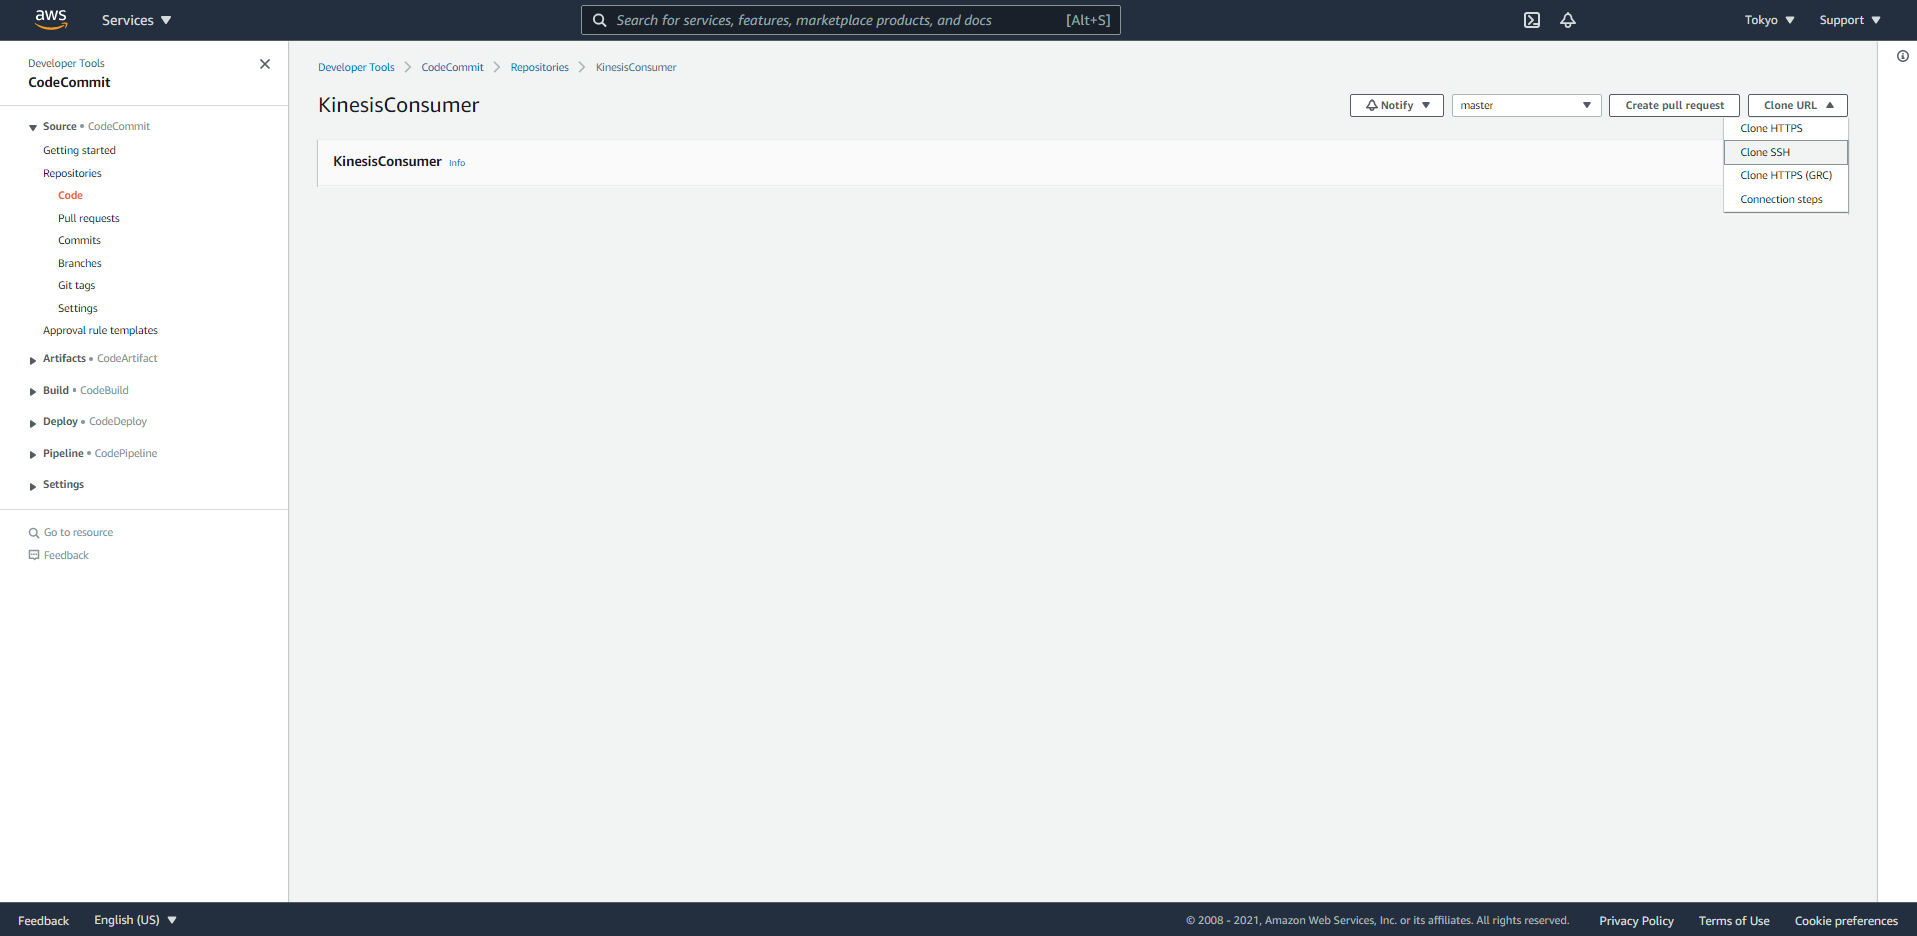 aws Services Search for services, features, marketplace products, and docs [Alt+S] Tokyo Support
Developer Tools
CodeCommit
Source • CodeCommit
Getting started
Repositories
Code
Pull requests
Commits
Branches
Git tags
Settings
Approval rule templates
Artifacts • CodeArtifact
Build • CodeBuild
Deploy • CodeDeploy
Pipeline • CodePipeline
Settings
Go to resource
Feedback
Developer Tools CodeCommit Repositories KinesisConsumer
KinesisConsumer Notify master Create pull request Clone URL
Clone HTTPS
Clone SSH
Clone HTTPS (GRC)
Connection steps
KinesisConsumer Info
Feedback English (US) © 2008 - 2021, Amazon Web Services, Inc. or its affiliates. All rights reserved. Privacy Policy Terms of Use Cookie preferences